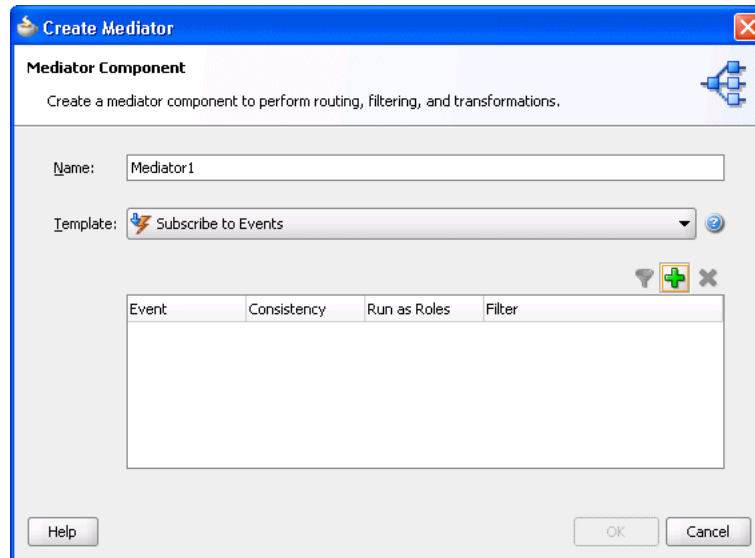 Create Mediator
Mediator Component
Create a mediator component to perform routing, filtering, and transformations.
Name: Mediator1
Template: Subscribe to Events
Event Consistency Run as Roles Filter
Help OK Cancel